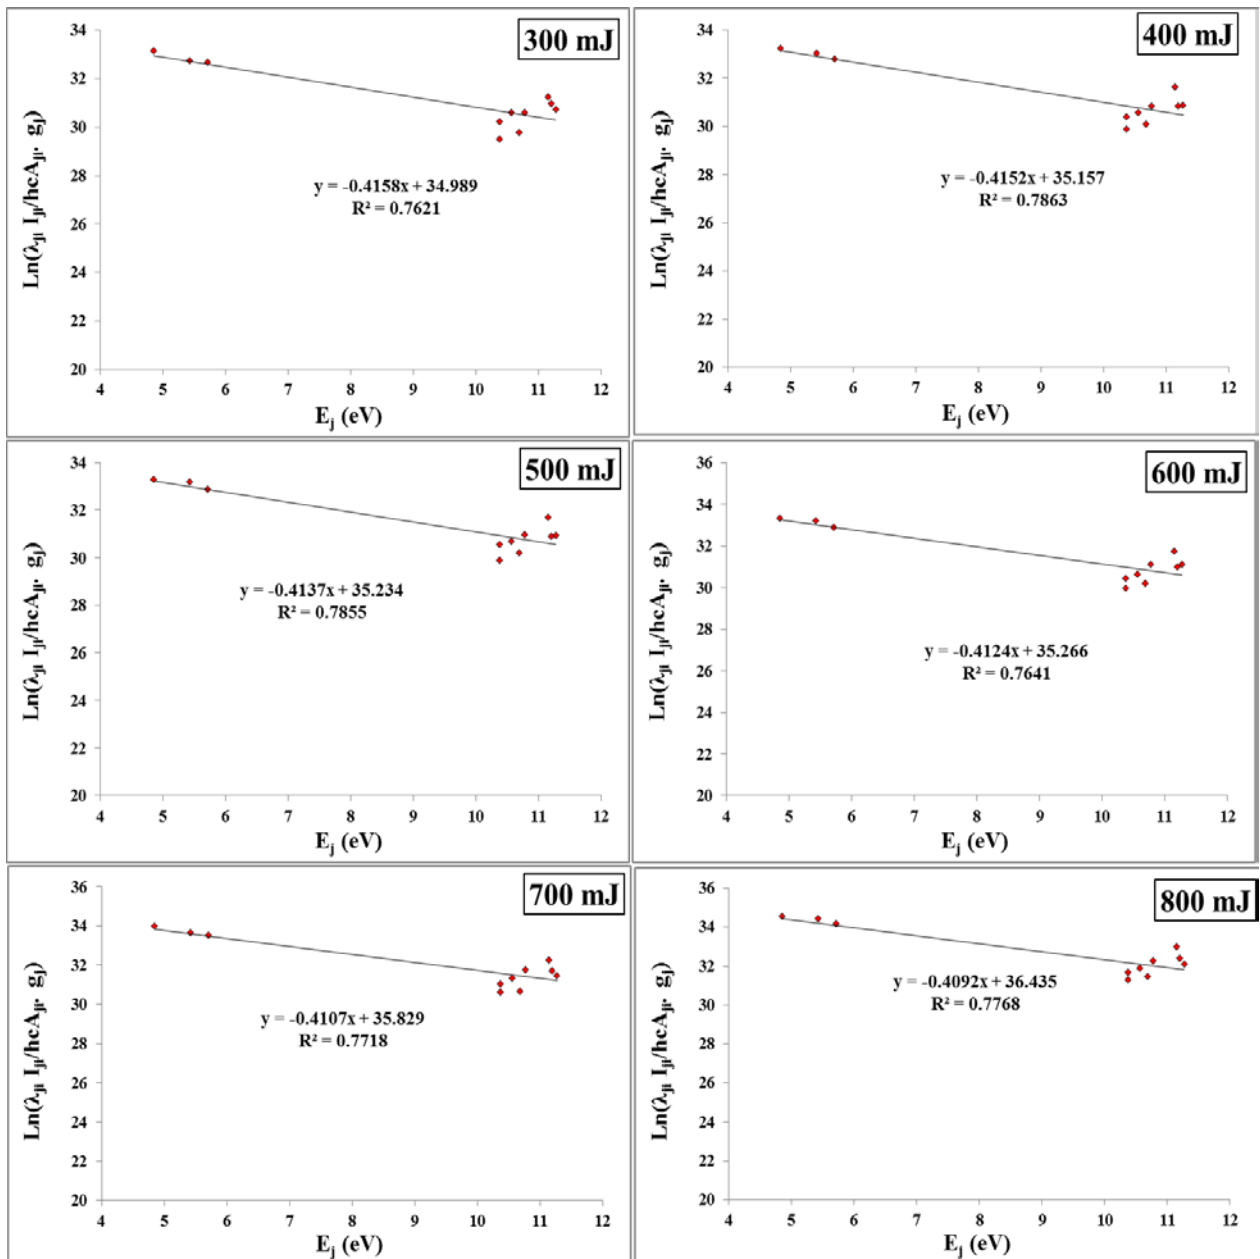 300 mJ
Ln(λji Iji/hcAji. gj)
34
32
30
28
26
24
22
20
y = -0.4158x + 34.989
R² = 0.7621
4 5 6 7 8 9 10 11 12
Ej (eV)
400 mJ
Ln(λji Iji/hcAji. gj)
34
32
30
28
26
24
22
20
y = -0.4152x + 35.157
R² = 0.7863
4 5 6 7 8 9 10 11 12
Ej (eV)
500 mJ
Ln(λji Iji/hcAji. gj)
34
32
30
28
26
24
22
20
y = -0.4137x + 35.234
R² = 0.7855
4 5 6 7 8 9 10 11 12
Ej (eV)
600 mJ
Ln(λji Iji/hcAji. gj)
36
34
32
30
28
26
24
22
20
y = -0.4124x + 35.266
R² = 0.7641
4 5 6 7 8 9 10 11 12
Ej (eV)
700 mJ
Ln(λji Iji/hcAji. gj)
36
34
32
30
28
26
24
22
20
y = -0.4107x + 35.829
R² = 0.7718
4 5 6 7 8 9 10 11 12
Ej (eV)
800 mJ
Ln(λji Iji/hcAji. gj)
36
34
32
30
28
26
24
22
20
y = -0.4092x + 36.435
R² = 0.7768
4 5 6 7 8 9 10 11 12
Ej (eV)